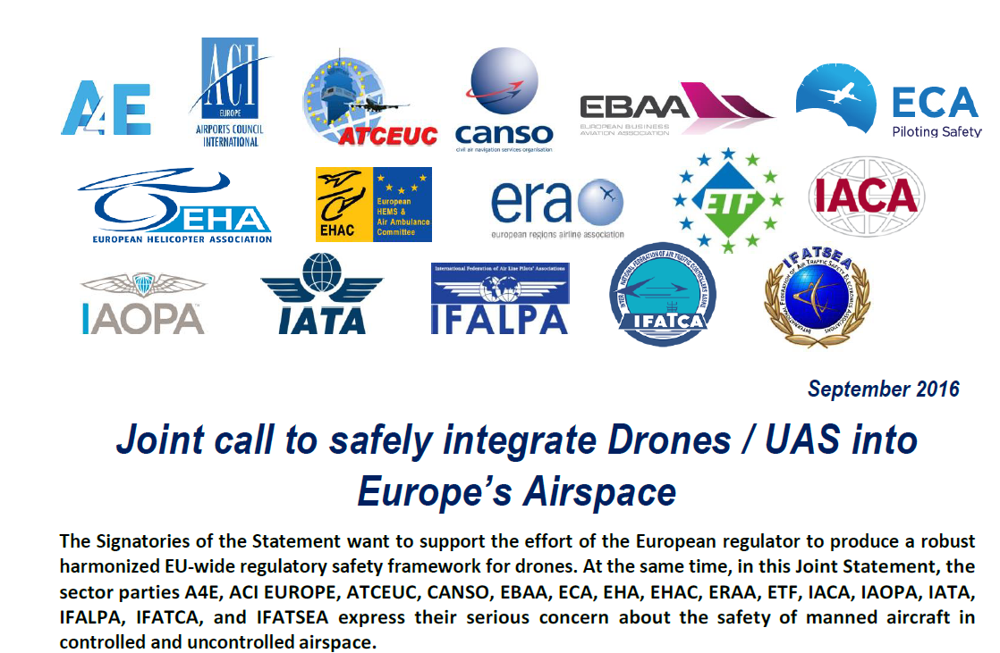 A4E
ACI
EUROPE
AIRPORTS COUNCIL
INTERNATIONAL
ATCEUC
canso
civil air navigation services organisation
EBAA
EUROPEAN BUSINESS
AVIATION ASSOCIATION
ECA
Piloting Safety
EHA
EUROPEAN HELICOPTER ASSOCIATION
EHAC
European
HEMS &
Air Ambulance
Committee
era
european regions airline association
ETF
IACA
IAOPA™
IATA
International Federation of Air Line Pilots' Associations
IFALPA
INTERNATIONAL FEDERATION OF AIR TRAFFIC CONTROLLERS ASSNS
IFATCA
IFATSEA
INTERNATIONAL FEDERATION OF AIR TRAFFIC SAFETY ELECTRONICS ASSOCIATIONS
September 2016
Joint call to safely integrate Drones / UAS into
Europe's Airspace
The Signatories of the Statement want to support the effort of the European regulator to produce a robust
harmonized EU-wide regulatory safety framework for drones. At the same time, in this Joint Statement, the
sector parties A4E, ACI EUROPE, ATCEUC, CANSO, EBAA, ECA, EHA, EHAC, ERAA, ETF, IACA, IAOPA, IATA,
IFALPA, IFATCA, and IFATSEA express their serious concern about the safety of manned aircraft in
controlled and uncontrolled airspace.